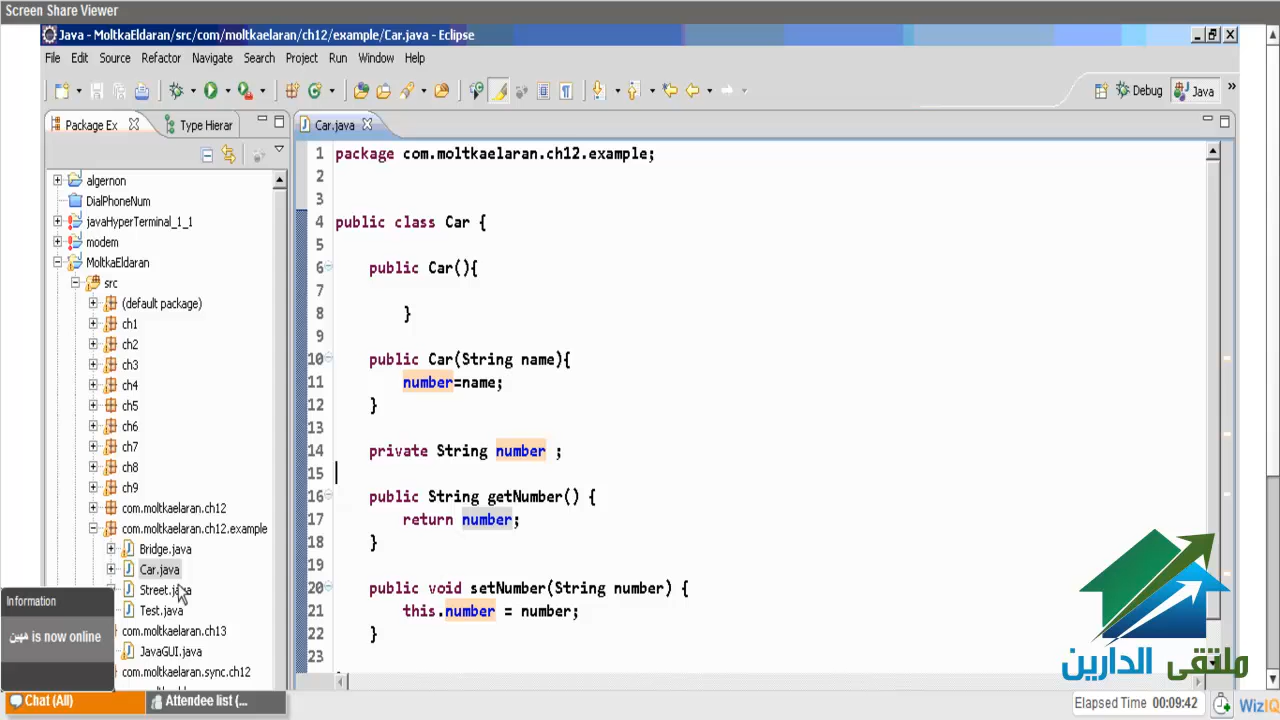 Screen Share Viewer
Java - MoltkaEldaran/src/com/moltkaelaran/ch12/example/Car.java - Eclipse
File Edit Source Refactor Navigate Search Project Run Window Help
Debug Java »
Package Ex Type Hierar
Car.java
algernon
DialPhoneNum
javaHyperTerminal_1_1
modem
MoltkaEldaran
src
(default package)
ch1
ch2
ch3
ch4
ch5
ch6
ch7
ch8
ch9
com.moltkaelaran.ch12
com.moltkaelaran.ch12.example
Bridge.java
Car.java
Street.java
Test.java
com.moltkaelaran.ch13
JavaGUI.java
com.moltkaelaran.sync.ch12
1 package com.moltkaelaran.ch12.example;
2
3
4 public class Car {
5
6 public Car(){
7
8 }
9
10 public Car(String name){
11 number=name;
12 }
13
14 private String number ;
15
16 public String getNumber() {
17 return number;
18 }
19
20 public void setNumber(String number) {
21 this.number = number;
22 }
23
Information
مهين is now online
Chat (All)
Attendee list (...
ملتقى الدارين
Elapsed Time 00:09:42
WizIQ